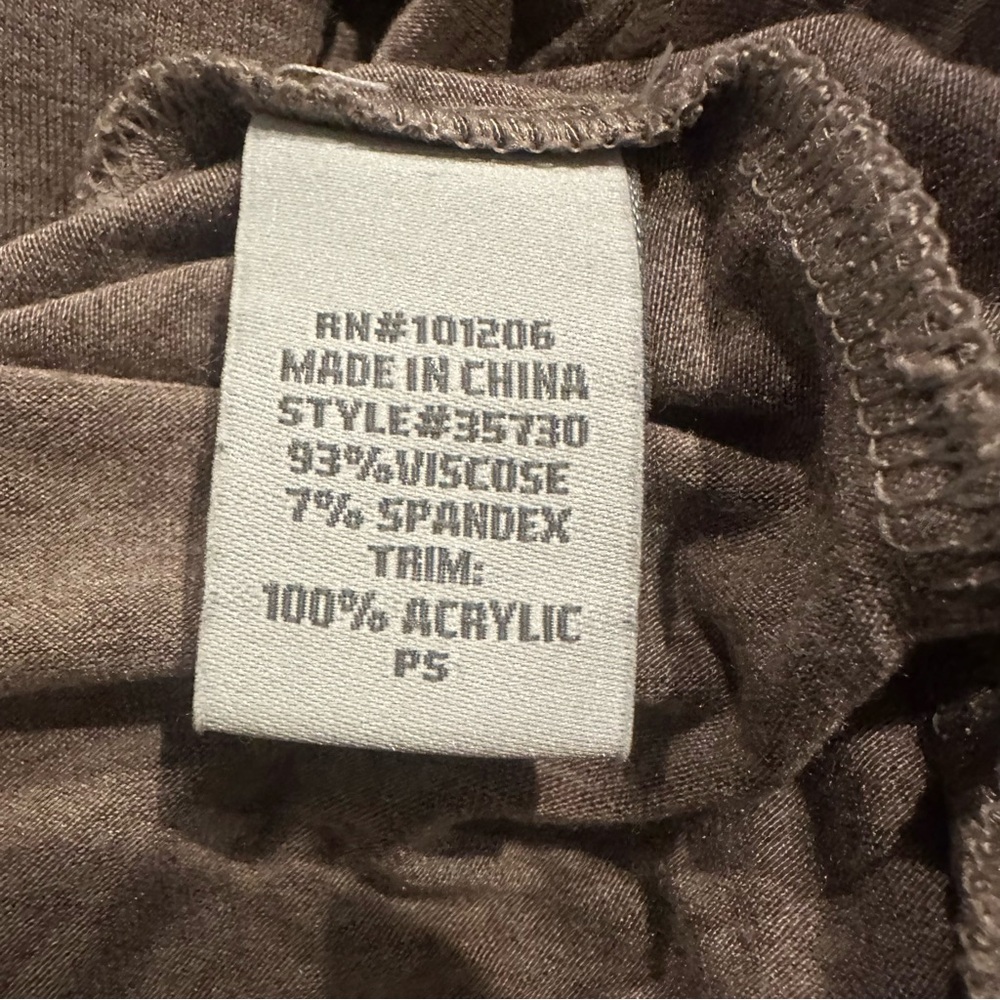 RN#101206
MADE IN CHINA
STYLE#35730
93%VISCOSE
7% SPANDEX
TRIM:
100% ACRYLIC
PS